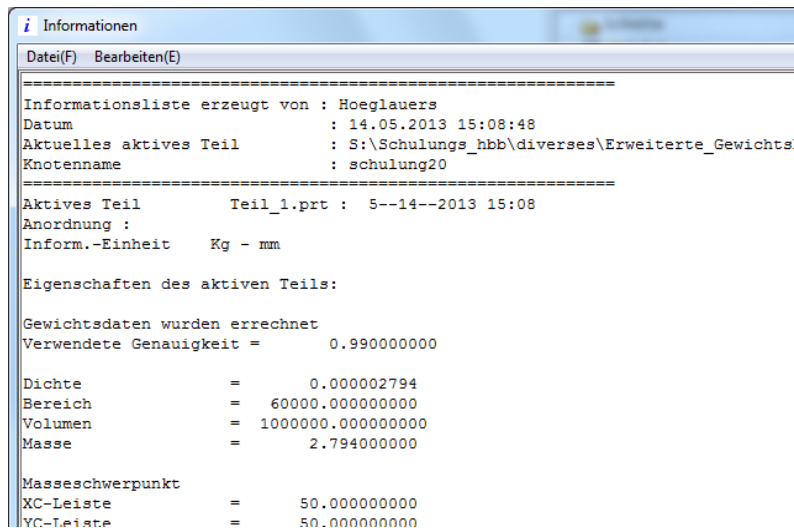 i Informationen
Datei(F) Bearbeiten(E)
============================================================
Informationsliste erzeugt von : Hoeglauers
Datum : 14.05.2013 15:08:48
Aktuelles aktives Teil : S:\Schulungs_hbb\diverses\Erweiterte_Gewichts
Knotenname : schulung20
============================================================
Aktives Teil Teil_1.prt : 5--14--2013 15:08
Anordnung :
Inform.-Einheit Kg - mm
Eigenschaften des aktiven Teils:
Gewichtsdaten wurden errechnet
Verwendete Genauigkeit = 0.990000000
Dichte = 0.000002794
Bereich = 60000.000000000
Volumen = 1000000.000000000
Masse = 2.794000000
Masseschwerpunkt
XC-Leiste = 50.000000000
YC-Leiste = 50.000000000